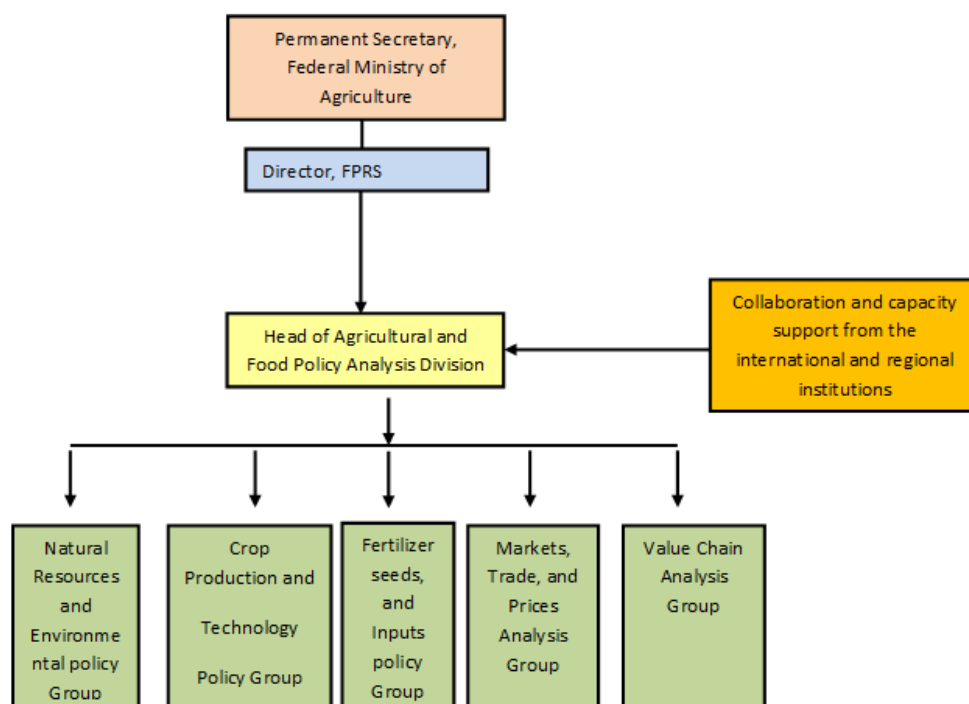 Permanent Secretary,
Federal Ministry of
Agriculture
Director, FPRS
Head of Agricultural and
Food Policy Analysis Division
Collaboration and capacity
support from the
international and regional
institutions
Natural
Resources
and
Environme
ntal policy
Group
Crop
Production and
Technology
Policy Group
Fertilizer
seeds,
and
Inputs
policy
Group
Markets,
Trade, and
Prices
Analysis
Group
Value Chain
Analysis
Group